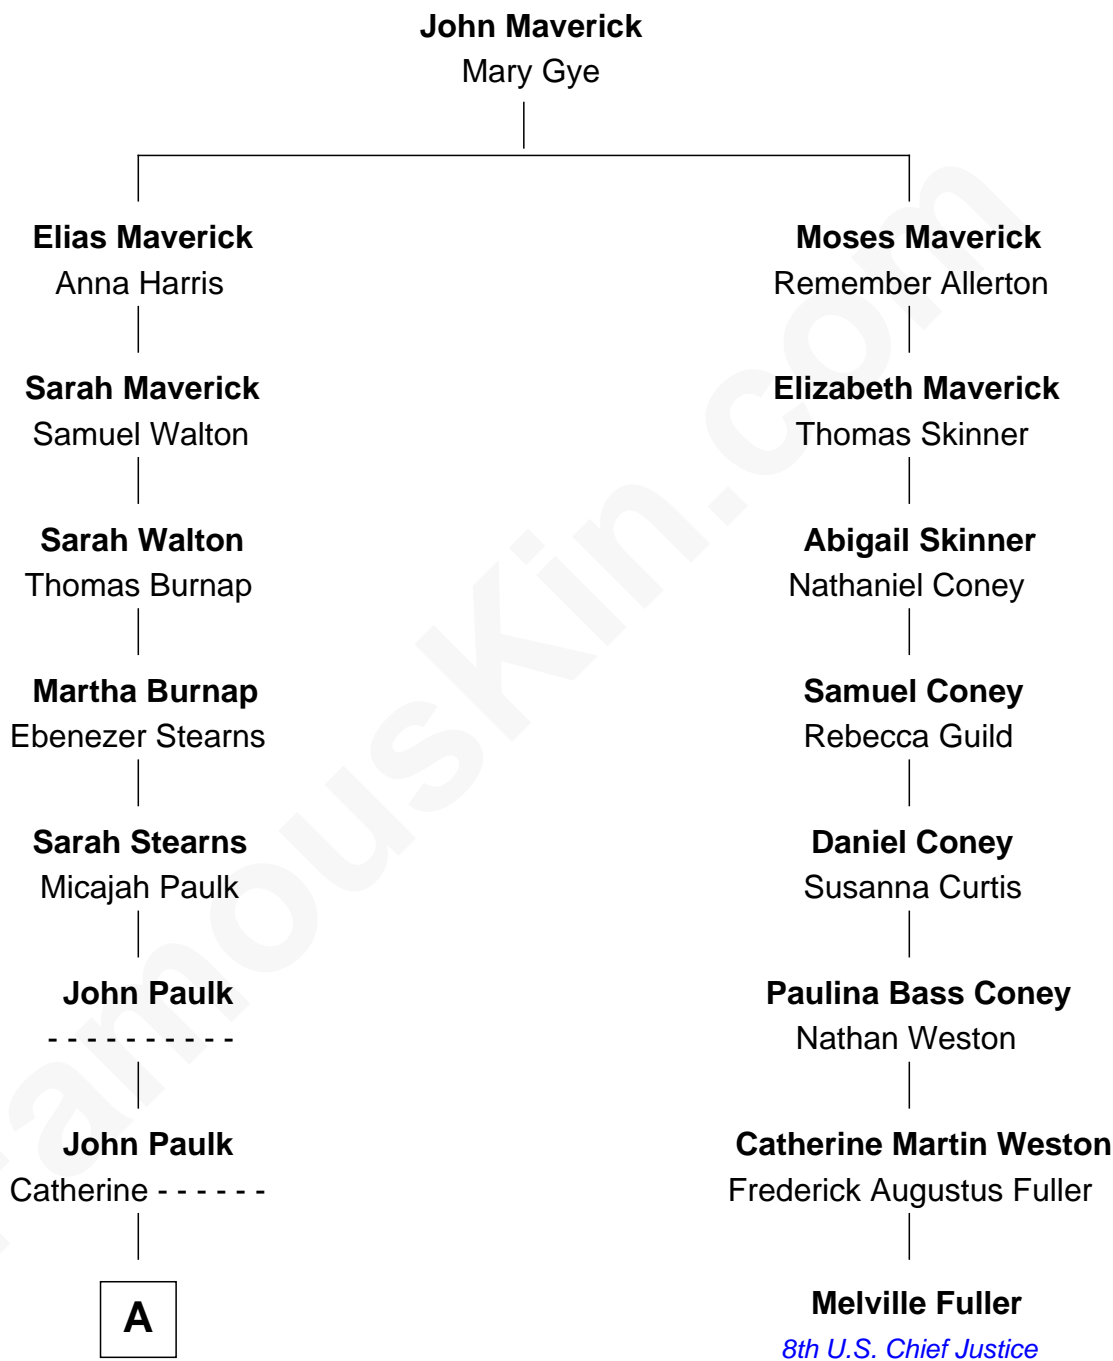 John Maverick
Mary Gye
Elias Maverick
Anna Harris
Moses Maverick
Remember Allerton
Sarah Maverick
Samuel Walton
Elizabeth Maverick
Thomas Skinner
Sarah Walton
Thomas Burnap
Abigail Skinner
Nathaniel Coney
Martha Burnap
Ebenezer Stearns
Samuel Coney
Rebecca Guild
Sarah Stearns
Micajah Paulk
Daniel Coney
Susanna Curtis
John Paulk
- - - - - - - - - -
Paulina Bass Coney
Nathan Weston
John Paulk
Catherine - - - - - -
Catherine Martin Weston
Frederick Augustus Fuller
A
Melville Fuller
8th U.S. Chief Justice
FamousKin.com